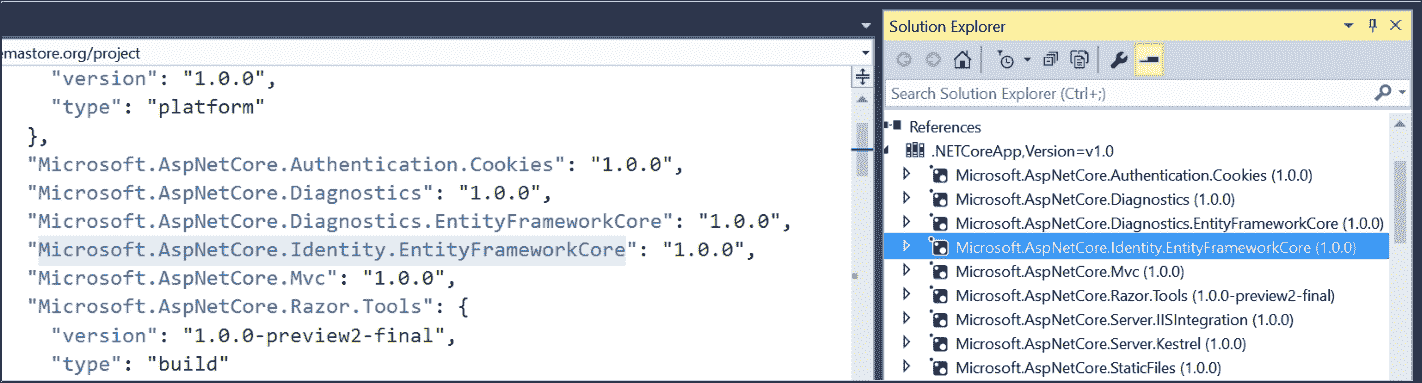 emastore.org/project
"version": "1.0.0",
"type": "platform"
},
"Microsoft.AspNetCore.Authentication.Cookies": "1.0.0",
"Microsoft.AspNetCore.Diagnostics": "1.0.0",
"Microsoft.AspNetCore.Diagnostics.EntityFrameworkCore": "1.0.0",
"Microsoft.AspNetCore.Identity.EntityFrameworkCore": "1.0.0",
"Microsoft.AspNetCore.Mvc": "1.0.0",
"Microsoft.AspNetCore.Razor.Tools": {
"version": "1.0.0-preview2-final",
"type": "build"
Solution Explorer
Search Solution Explorer (Ctrl+;)
References
.NETCoreApp,Version=v1.0
Microsoft.AspNetCore.Authentication.Cookies (1.0.0)
Microsoft.AspNetCore.Diagnostics (1.0.0)
Microsoft.AspNetCore.Diagnostics.EntityFrameworkCore (1.0.0)
Microsoft.AspNetCore.Identity.EntityFrameworkCore (1.0.0)
Microsoft.AspNetCore.Mvc (1.0.0)
Microsoft.AspNetCore.Razor.Tools (1.0.0-preview2-final)
Microsoft.AspNetCore.Server.IISIntegration (1.0.0)
Microsoft.AspNetCore.Server.Kestrel (1.0.0)
Microsoft.AspNetCore.StaticFiles (1.0.0)